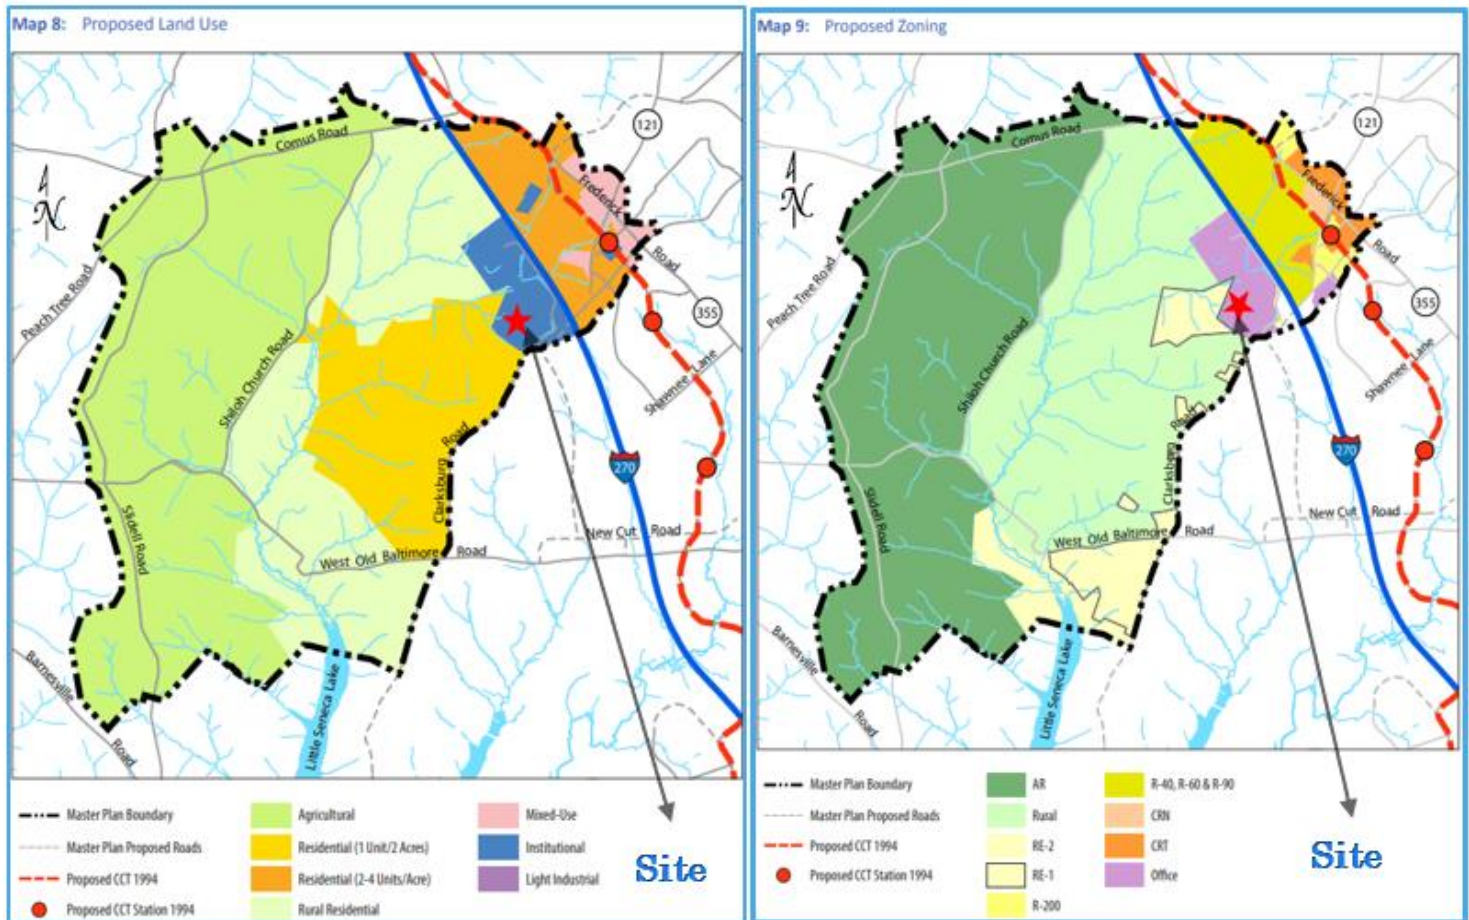 Map 8: Proposed Land Use
Comus Road
121
Frederick
Road
355
Peach Tree Road
Shiloh Church Road
Shawnee Lane
Road
Clarksburg
270
Slidell Road
New Cut Road
West Old Baltimore Road
Barnesville
Road
Little Seneca Lake
N
Master Plan Boundary
Master Plan Proposed Roads
Proposed CCT 1994
Proposed CCT Station 1994
Agricultural
Residential (1 Unit/2 Acres)
Residential (2-4 Units/Acre)
Rural Residential
Mixed-Use
Institutional
Light Industrial
Site
Map 9: Proposed Zoning
Comus Road
121
Frederick
Road
355
Peach Tree Road
Shiloh Church Road
Shawnee Lane
Road
Clarksburg
270
Slidell Road
New Cut Road
West Old Baltimore Road
Barnesville
Road
Little Seneca Lake
N
Master Plan Boundary
Master Plan Proposed Roads
Proposed CCT 1994
Proposed CCT Station 1994
AR
Rural
RE-2
RE-1
R-200
R-40, R-60 & R-90
CRN
CRT
Office
Site